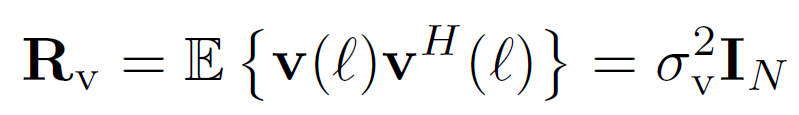 R_v = 𝔼 {v(ℓ)v^H(ℓ)} = σ_v^2 I_N